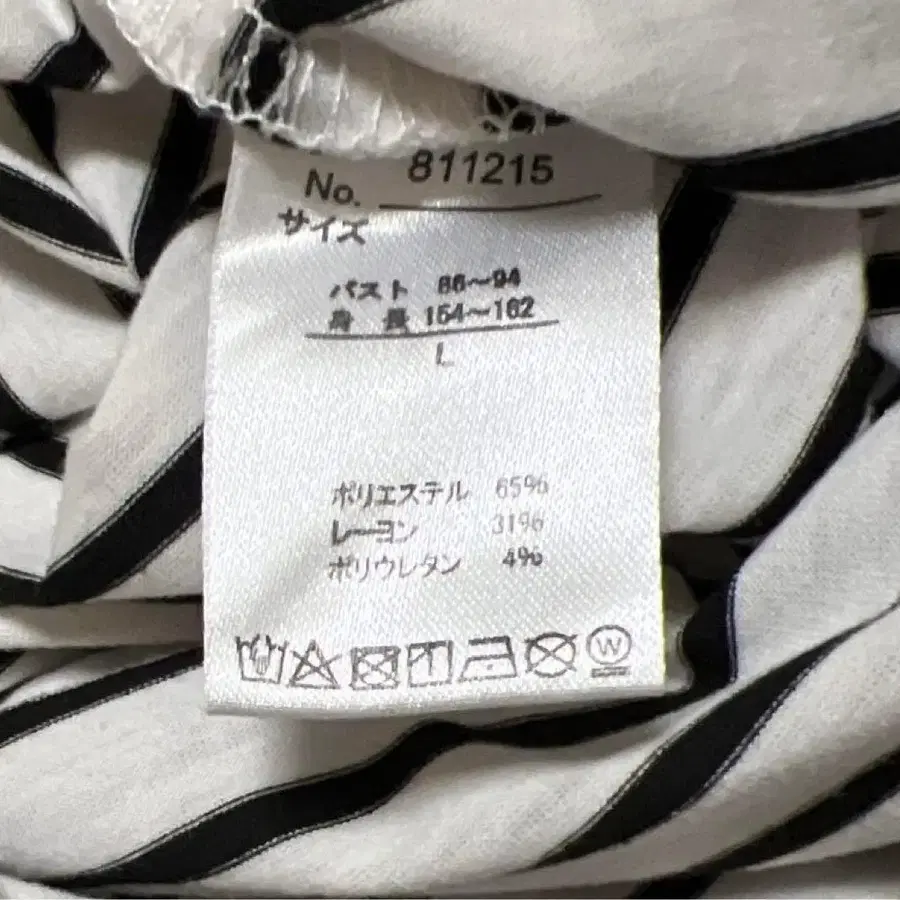 No. 811215
サイズ
バスト 86〜94
身長 154〜162
L
ポリエステル 65%
レーヨン 31%
ポリウレタン 4%
W